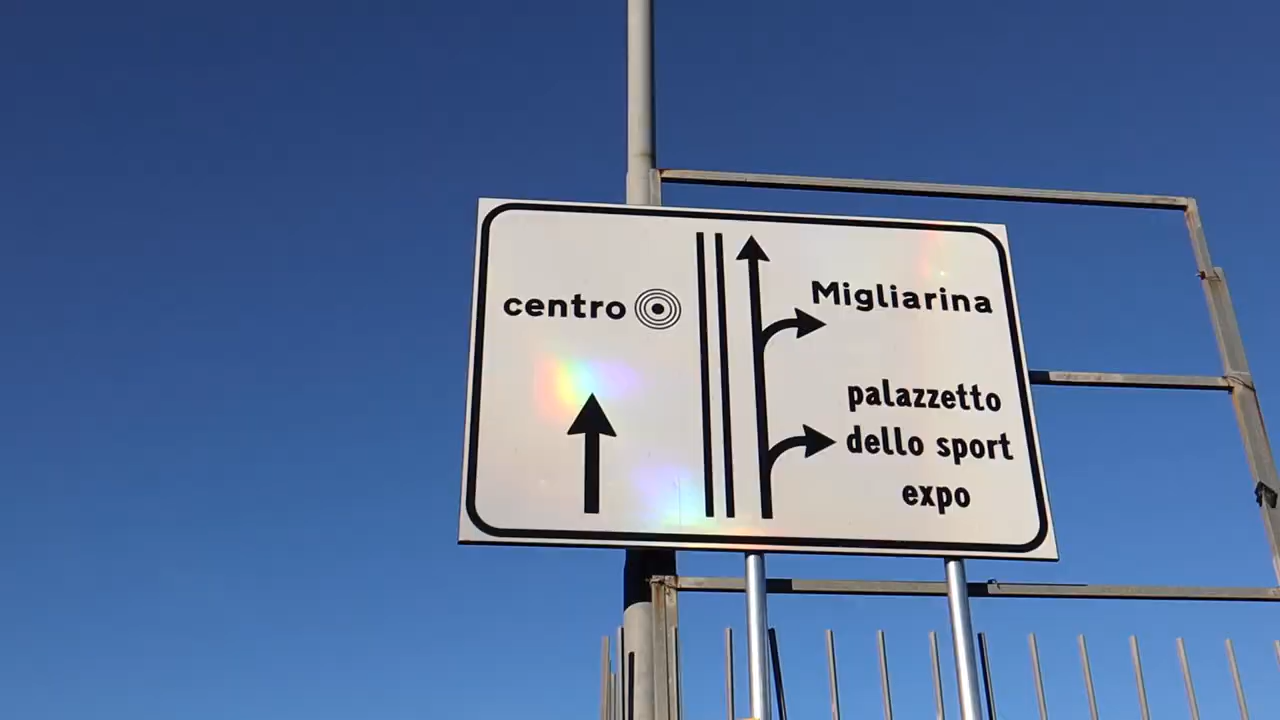 centro
Migliarina
palazzetto
dello sport
expo